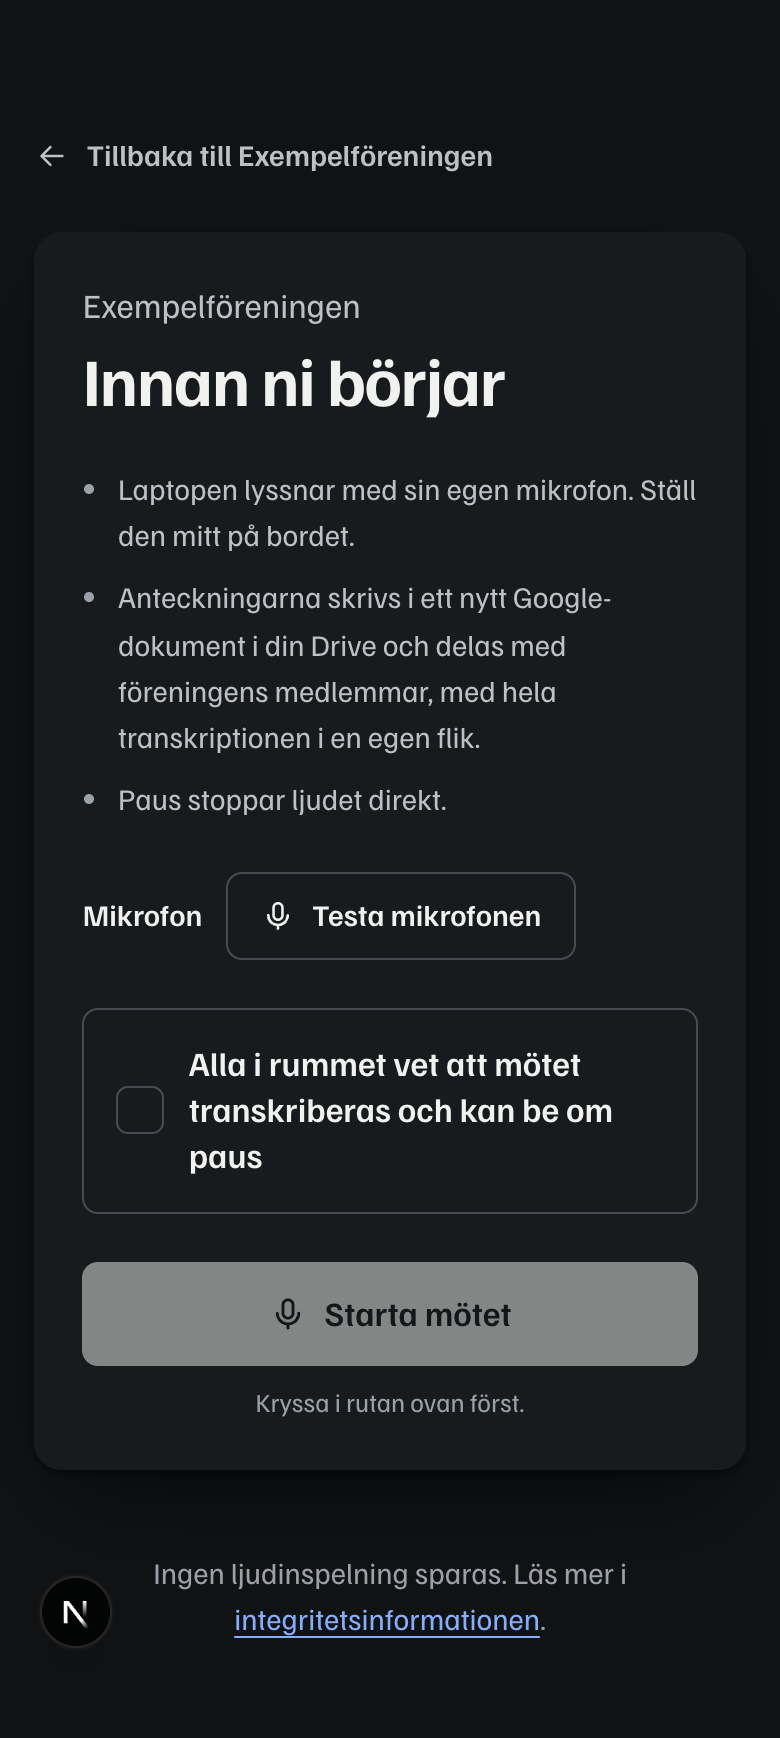 Tillbaka till Exempelföreningen
Exempelföreningen
Innan ni börjar
Laptopen lyssnar med sin egen mikrofon. Ställ
den mitt på bordet.
Anteckningarna skrivs i ett nytt Google-
dokument i din Drive och delas med
föreningens medlemmar, med hela
transkriptionen i en egen flik.
Paus stoppar ljudet direkt.
Mikrofon
Testa mikrofonen
Alla i rummet vet att mötet
transkriberas och kan be om
paus
Starta mötet
Kryssa i rutan ovan först.
Ingen ljudinspelning sparas. Läs mer i
integritetsinformationen.
N